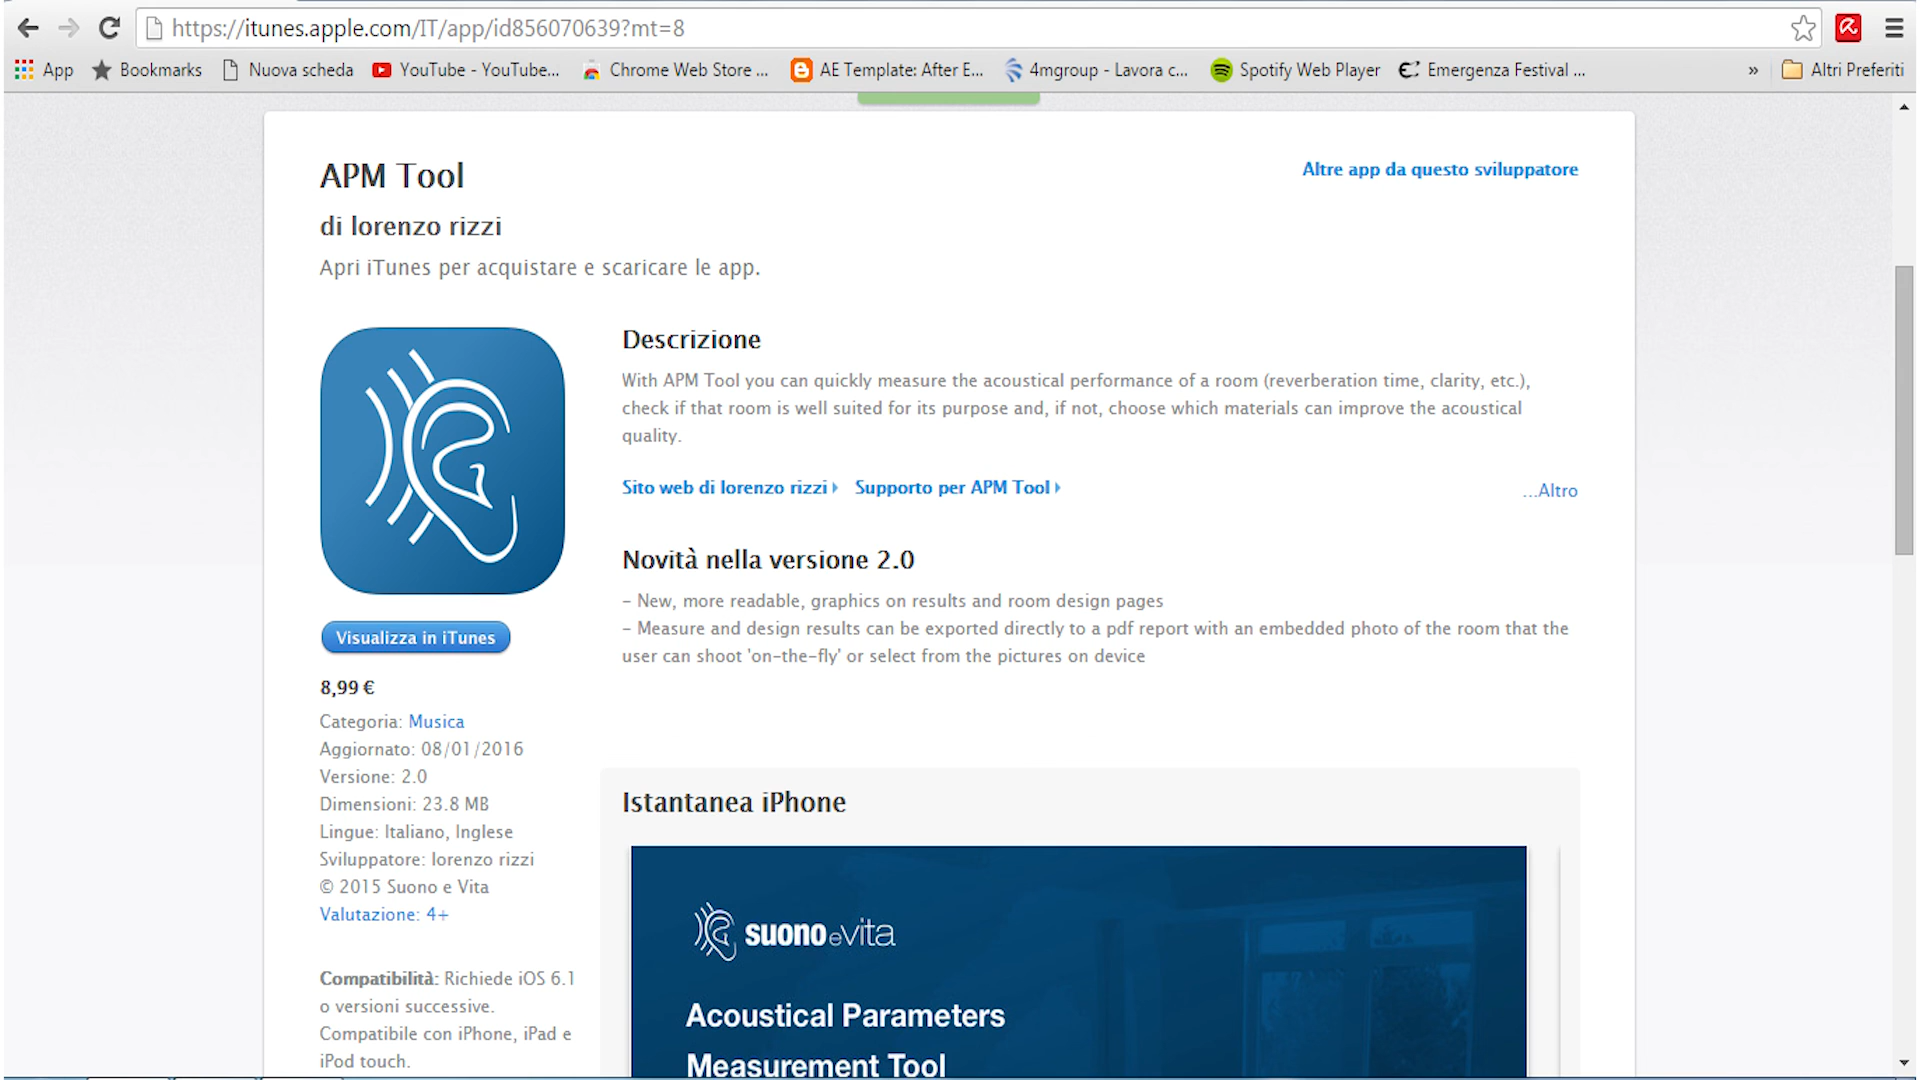 https://itunes.apple.com/IT/app/id856070639?mt=8
App Bookmarks Nuova scheda YouTube - YouTube... Chrome Web Store ... AE Template: After E... 4mgroup - Lavora c... Spotify Web Player Emergenza Festival ... » Altri Preferiti
APM Tool
Altre app da questo sviluppatore
di lorenzo rizzi
Apri iTunes per acquistare e scaricare le app.
Descrizione
With APM Tool you can quickly measure the acoustical performance of a room (reverberation time, clarity, etc.),
check if that room is well suited for its purpose and, if not, choose which materials can improve the acoustical
quality.
Sito web di lorenzo rizzi Supporto per APM Tool
...Altro
Novità nella versione 2.0
- New, more readable, graphics on results and room design pages
- Measure and design results can be exported directly to a pdf report with an embedded photo of the room that the
user can shoot 'on-the-fly' or select from the pictures on device
Visualizza in iTunes
8,99 €
Categoria: Musica
Aggiornato: 08/01/2016
Versione: 2.0
Dimensioni: 23.8 MB
Lingue: Italiano, Inglese
Sviluppatore: lorenzo rizzi
© 2015 Suono e Vita
Valutazione: 4+
Compatibilità: Richiede iOS 6.1
o versioni successive.
Compatibile con iPhone, iPad e
iPod touch.
Istantanea iPhone
suono e vita
Acoustical Parameters
Measurement Tool